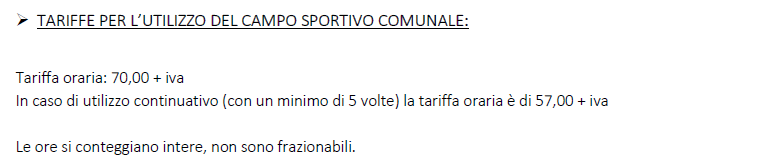 ➢ TARIFFE PER L'UTILIZZO DEL CAMPO SPORTIVO COMUNALE:
Tariffa oraria: 70,00 + iva
In caso di utilizzo continuativo (con un minimo di 5 volte) la tariffa oraria è di 57,00 + iva
Le ore si conteggiano intere, non sono frazionabili.